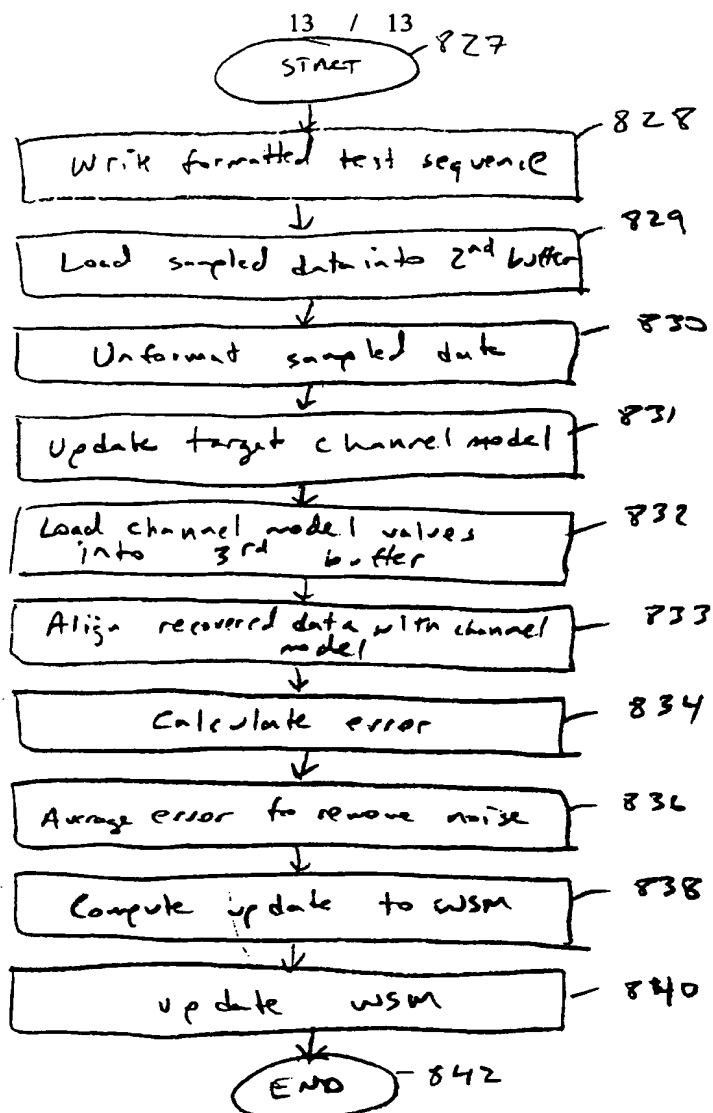 13 / 13
START 827
828
Write formatted test sequence
829
Load sampled data into 2nd buffer
830
Unformat sampled data
831
Update target channel model
832
Load channel model values
into 3rd buffer
833
Align recovered data with channel
model
834
Calculate error
836
Average error to remove noise
838
Compute update to WSM
840
update WSM
END 842